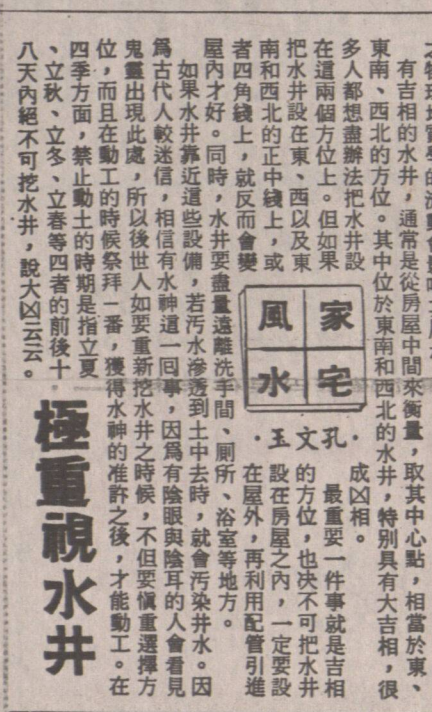 家宅風水
·孔文玉·
極重視水井
有吉相的水井，通常是從房屋中間來衡量，取其中心點，相當於東、
東南、西北的方位。其中位於東南和西北的水井，特別具有大吉相，很
多人都想盡辦法把水井設
在這兩個方位上。但如果
把水井設在東、西以及東
南和西北的正中綫上，或
者四角綫上，就反而會變
成凶相。
最重要一件事就是吉相
的方位，也決不可把水井
設在房屋之內，一定要設
在屋外，再利用配管引進
屋內才好。同時，水井要盡量遠離洗手間、厠所、浴室等地方。
如果水井靠近這些設備，若污水滲透到土中去時，就會污染井水。因
爲古代人較迷信，相信有水神這一囘事，因爲有陰眼與陰耳的人會看見
鬼靈出現此處，所以後世人如要重新挖水井之時候，不但要愼重選擇方
位，而且在動工的時候祭拜一番，獲得水神的准許之後，才能動工。在
四季方面，禁止動土的時期是指立夏
、立秋、立冬、立春等四者的前後十
八天內絕不可挖水井，說大凶云云。